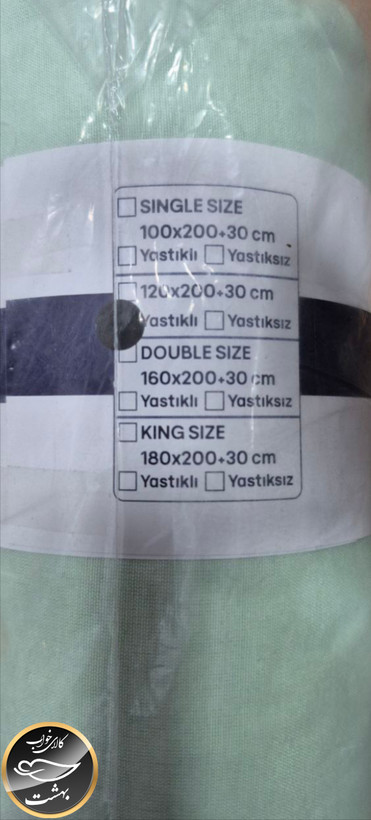 SINGLE SIZE
100x200+30 cm
Yastıklı Yastıksız
120x200+30 cm
Yastıklı Yastıksız
DOUBLE SIZE
160x200+30 cm
Yastıklı Yastıksız
KING SIZE
180x200+30 cm
Yastıklı Yastıksız
کالای خواب
بهشت